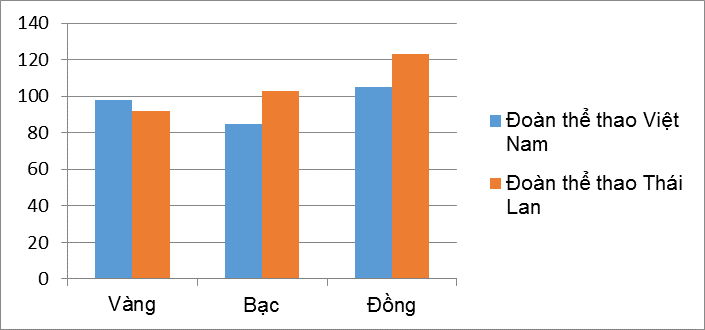 140
120
100
80
60
40
20
0
Vàng Bạc Đồng
Đoàn thể thao Việt
Nam
Đoàn thể thao Thái
Lan